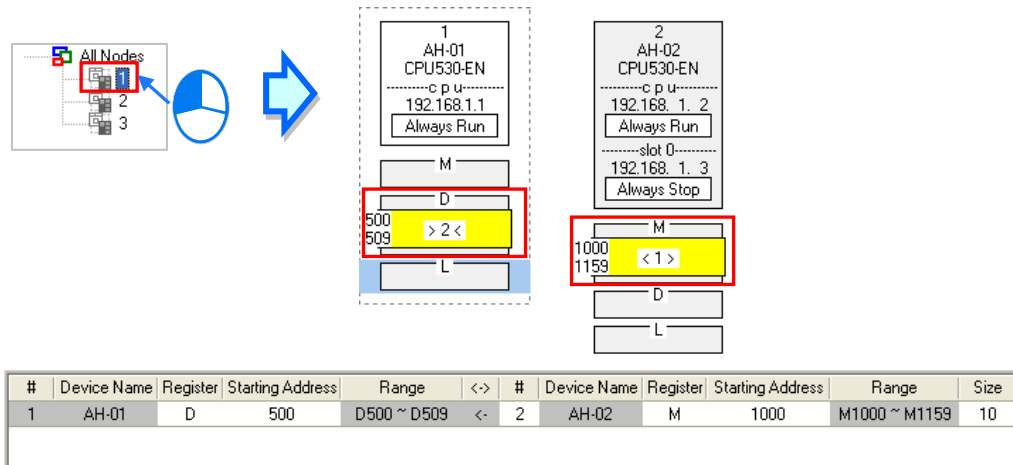 All Nodes
1
2
3
1
AH-01
CPU530-EN
---------c p u---------
192.168.1.1
Always Run
M
D
500
509
> 2 <
L
2
AH-02
CPU530-EN
---------c p u---------
192.168. 1. 2
Always Run
---------slot 0---------
192.168. 1. 3
Always Stop
M
1000
1159
< 1 >
D
L
# Device Name Register Starting Address Range <-> # Device Name Register Starting Address Range Size
1 AH-01 D 500 D500 ~ D509 <- 2 AH-02 M 1000 M1000 ~ M1159 10